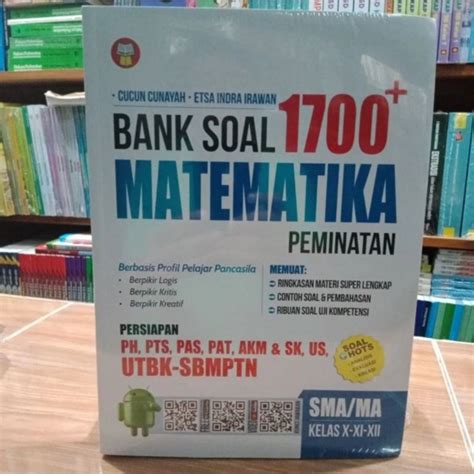 • CUCUN CUNAYAH • ETSA INDRA IRAWAN
BANK SOAL 1700+
MATEMATIKA
PEMINATAN
Berbasis Profil Pelajar Pancasila
• Berpikir Logis
• Berpikir Kritis
• Berpikir Kreatif
MEMUAT:
RINGKASAN MATERI SUPER LENGKAP
CONTOH SOAL & PEMBAHASAN
RIBUAN SOAL UJI KOMPETENSI
PERSIAPAN
PH, PTS, PAS, PAT, AKM & SK, US,
UTBK-SBMPTN
SOAL
HOTS
SMA/MA
KELAS X-XI-XII